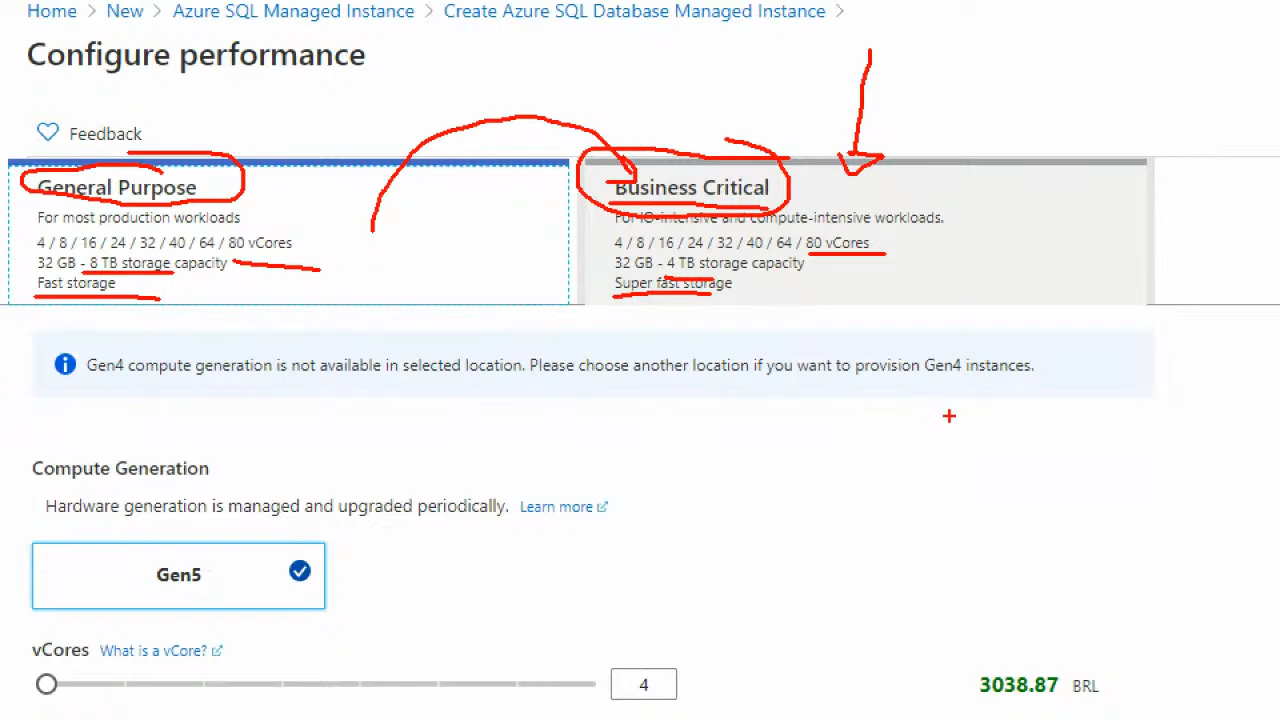 Home > New > Azure SQL Managed Instance > Create Azure SQL Database Managed Instance >
Configure performance
Feedback
General Purpose
For most production workloads
4 / 8 / 16 / 24 / 32 / 40 / 64 / 80 vCores
32 GB - 8 TB storage capacity
Fast storage
Business Critical
For IO-intensive and compute-intensive workloads.
4 / 8 / 16 / 24 / 32 / 40 / 64 / 80 vCores
32 GB - 4 TB storage capacity
Super fast storage
Gen4 compute generation is not available in selected location. Please choose another location if you want to provision Gen4 instances.
Compute Generation
Hardware generation is managed and upgraded periodically. Learn more
Gen5
vCores What is a vCore?
4
3038.87 BRL